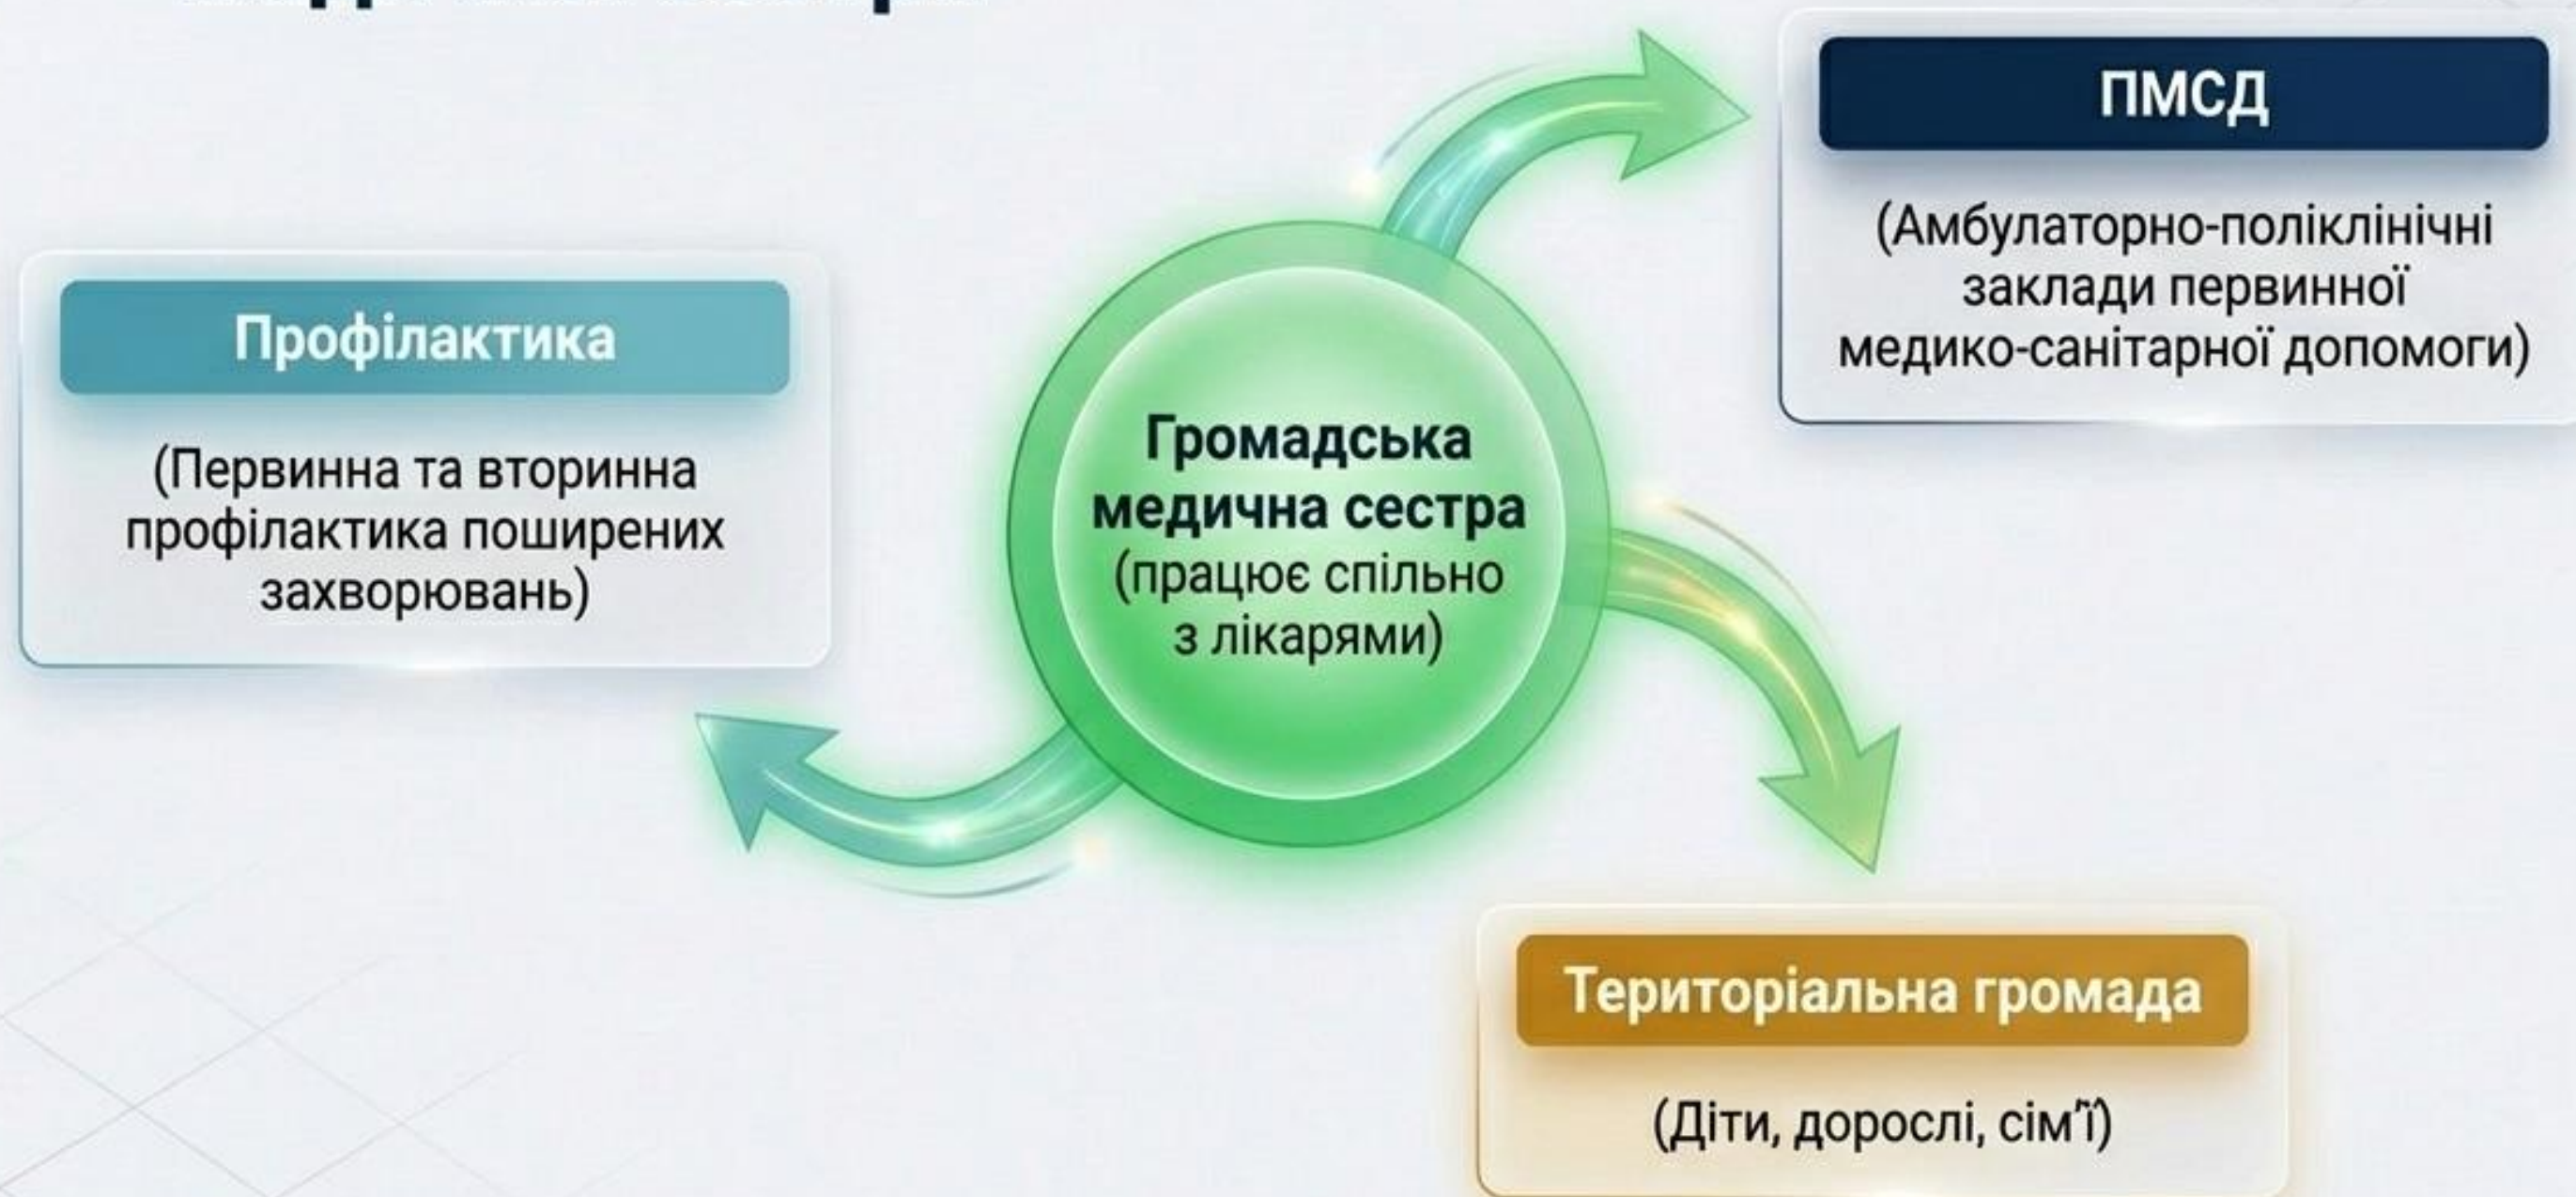 Профілактика
(Первинна та вторинна
профілактика поширених
захворювань)
Громадська
медична сестра
(працює спільно
з лікарями)
ПМСД
(Амбулаторно-поліклінічні
заклади первинної
медико-санітарної допомоги)
Територіальна громада
(Діти, дорослі, сім’ї)